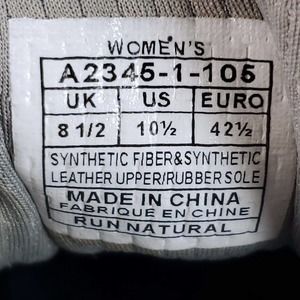 WOMEN'S
A2345-1-105
UK US EURO
8 1/2 10½ 42½
SYNTHETIC FIBER&SYNTHETIC
LEATHER UPPER/RUBBER SOLE
MADE IN CHINA
FABRIQUE EN CHINE
RUN NATURAL